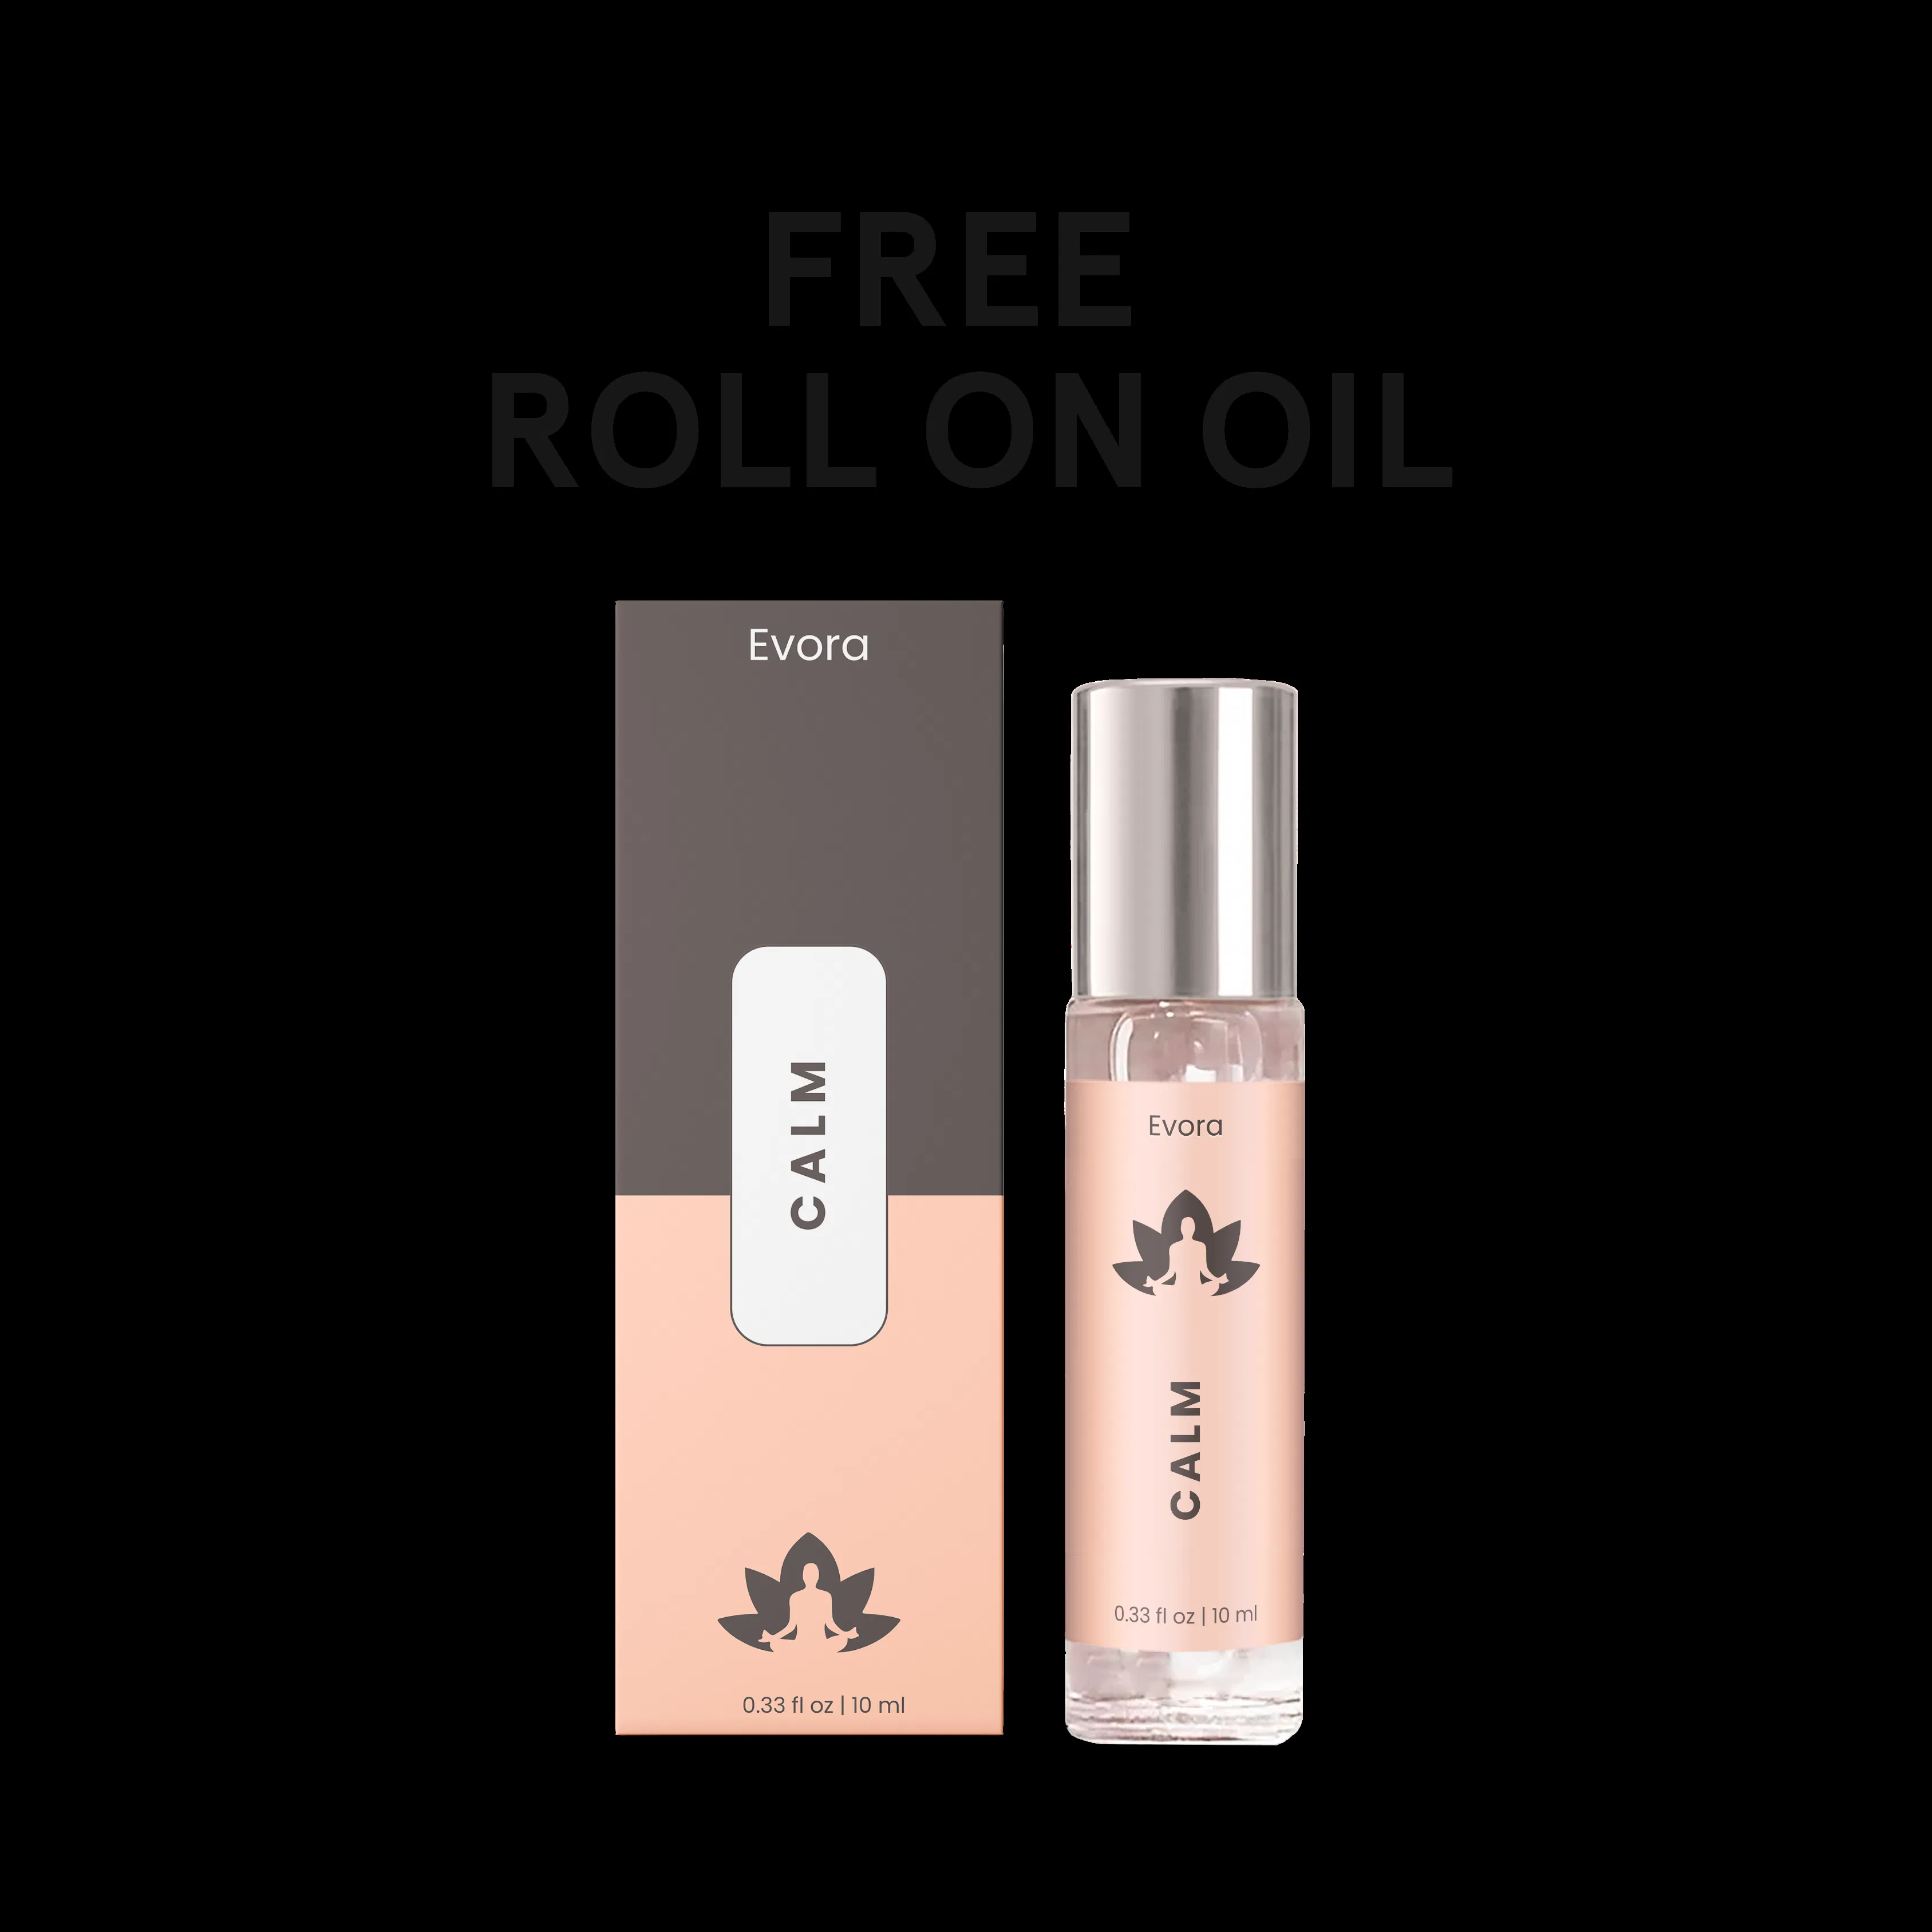 FREE
ROLL ON OIL
Evora
CALM
0.33 fl oz | 10 ml
Evora
CALM
0.33 fl oz | 10 ml